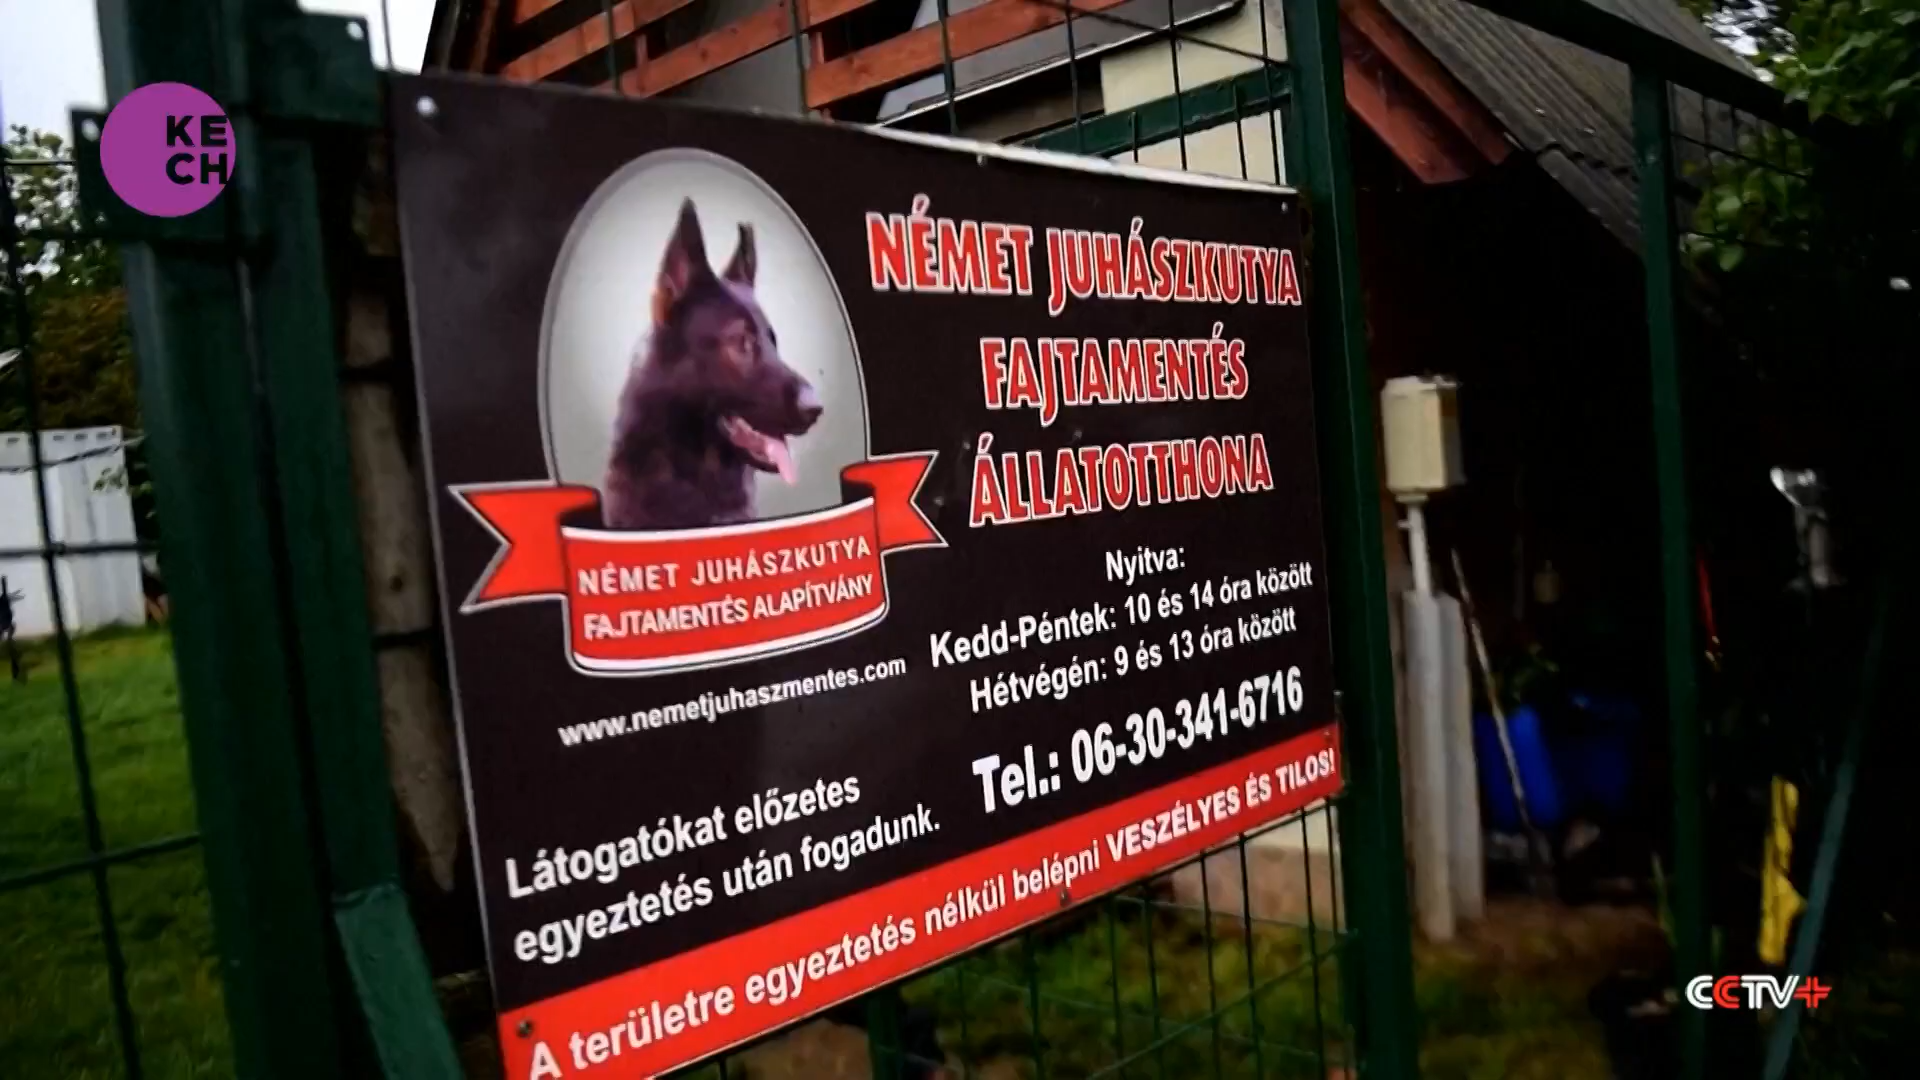 KE
CH
NÉMET JUHÁSZKUTYA
FAJTAMENTÉS
ÁLLATOTTHONA
NÉMET JUHÁSZKUTYA
FAJTAMENTÉS ALAPÍTVÁNY
www.nemetjuhaszmentes.com
Nyitva:
Kedd-Péntek: 10 és 14 óra között
Hétvégén: 9 és 13 óra között
Tel.: 06-30-341-6716
Látogatókat előzetes
egyeztetés után fogadunk.
A területre egyeztetés nélkül belépni VESZÉLYES ÉS TILOS!
CCTV+